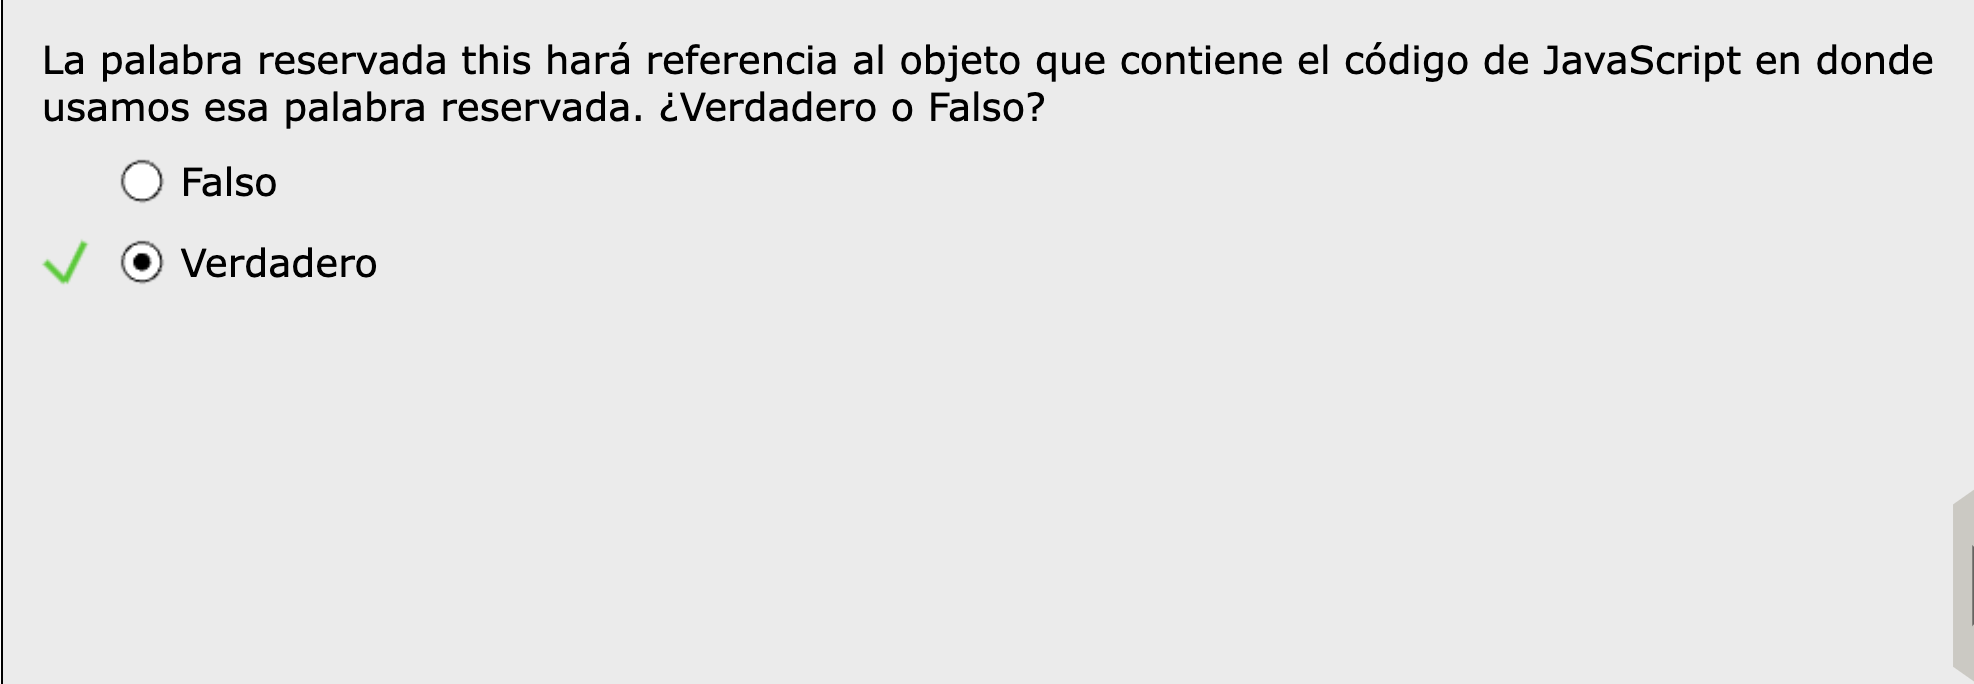 La palabra reservada this hará referencia al objeto que contiene el código de JavaScript en donde
usamos esa palabra reservada. ¿Verdadero o Falso?
Falso
Verdadero